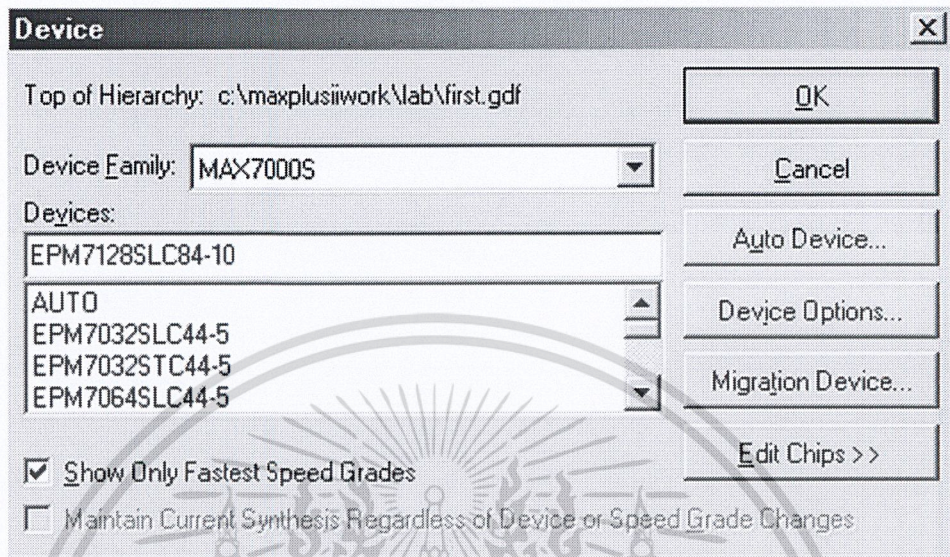 Device
Top of Hierarchy: c:\maxplusiiwork\lab\first.gdf
OK
Device Family: MAX7000S
Cancel
Devices:
EPM7128SLC84-10
Auto Device...
AUTO
EPM7032SLC44-5
EPM7032STC44-5
EPM7064SLC44-5
Device Options...
Migration Device...
Edit Chips >>
Show Only Fastest Speed Grades
Maintain Current Synthesis Regardless of Device or Speed Grade Changes